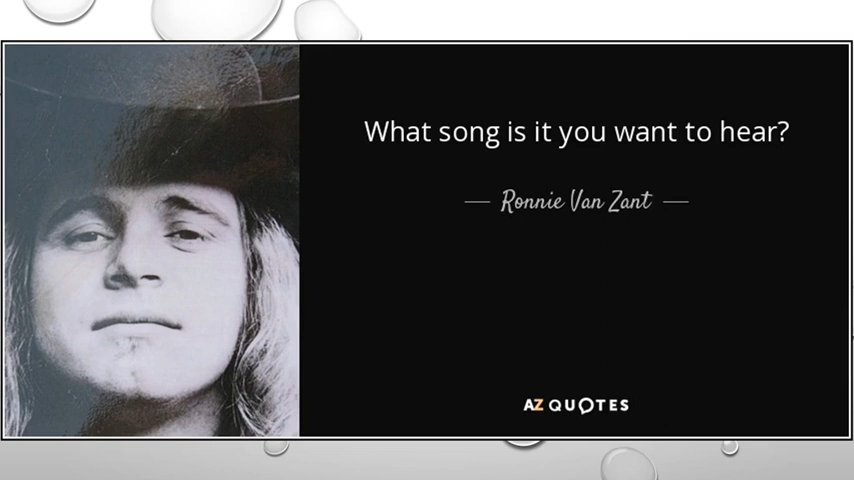 What song is it you want to hear?
— Ronnie Van Zant —
AZ QUOTES